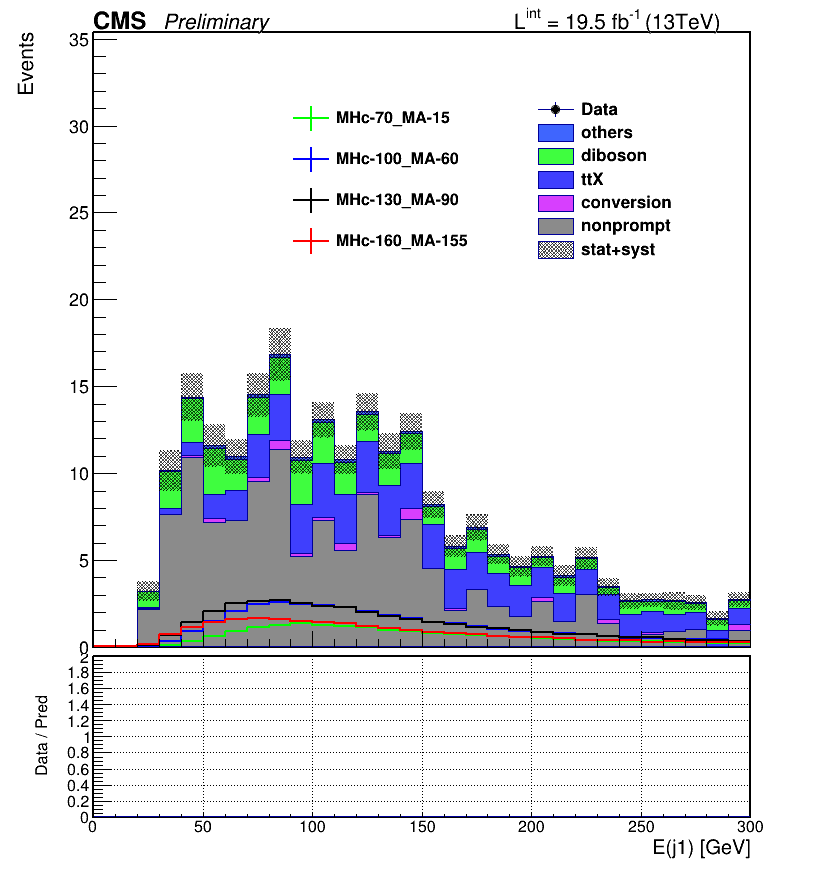 CMS Preliminary L^int = 19.5 fb^-1 (13TeV)
Events
35
30
25
20
15
10
5
0
MHc-70_MA-15
MHc-100_MA-60
MHc-130_MA-90
MHc-160_MA-155
Data
others
diboson
ttX
conversion
nonprompt
stat+syst
Data / Pred
2
1.8
1.6
1.4
1.2
1
0.8
0.6
0.4
0.2
0
0 50 100 150 200 250 300
E(j1) [GeV]